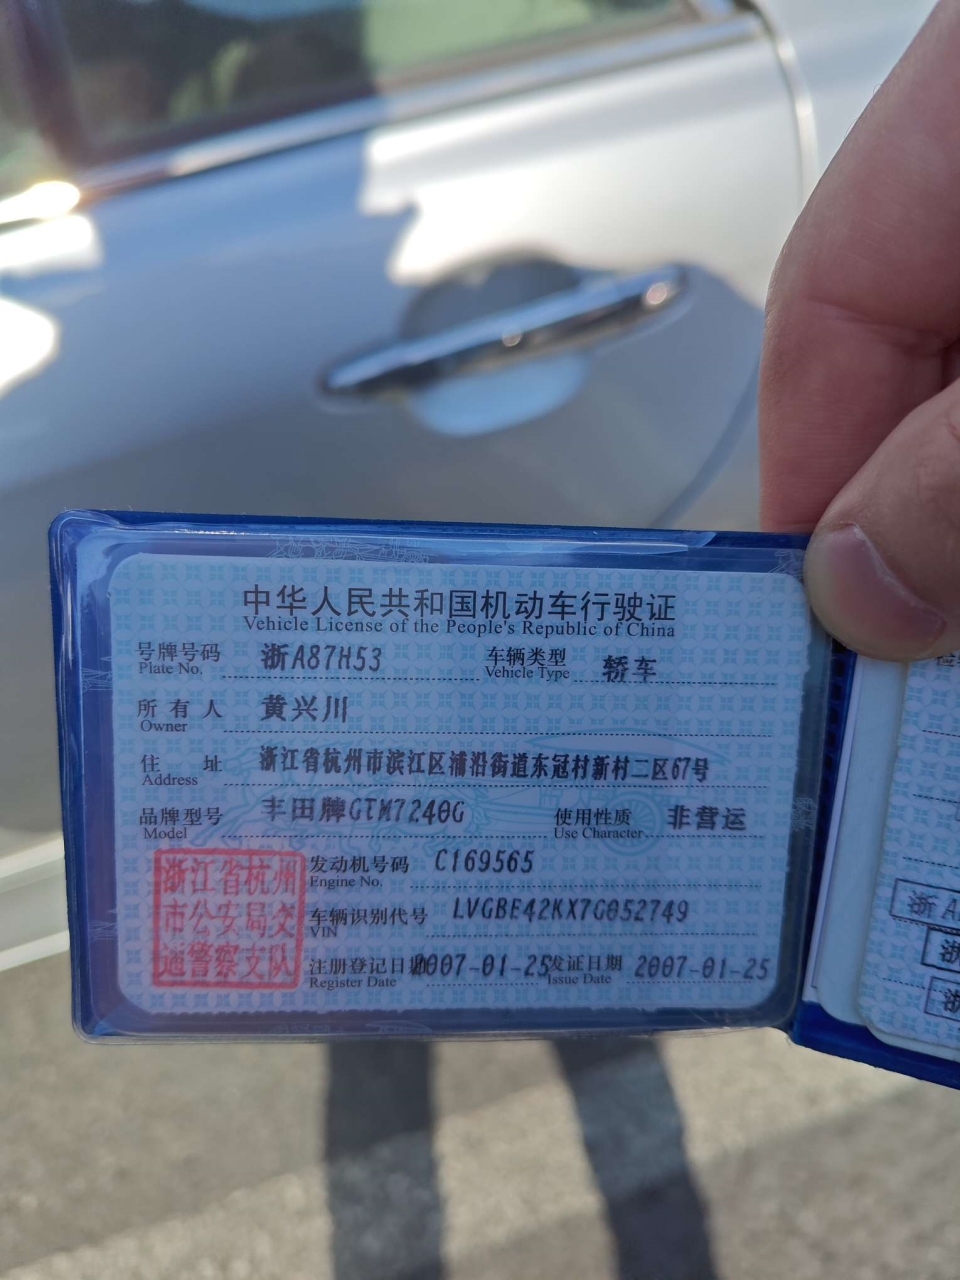 中华人民共和国机动车行驶证
Vehicle License of the People's Republic of China
号牌号码 浙A87H53 车辆类型 轿车
Plate No. Vehicle Type
所有人 黄兴川
Owner
住址 浙江省杭州市滨江区浦沿街道东冠村新村二区67号
Address
品牌型号 丰田牌GTM7240G 使用性质 非营运
Model Use Character
浙江省杭州
市公安局交
通警察支队
发动机号码 C169565
Engine No.
车辆识别代号 LVGBE42KX7G052749
VIN
注册登记日期 2007-01-25 发证日期 2007-01-25
Register Date Issue Date
浙A
浙
浙